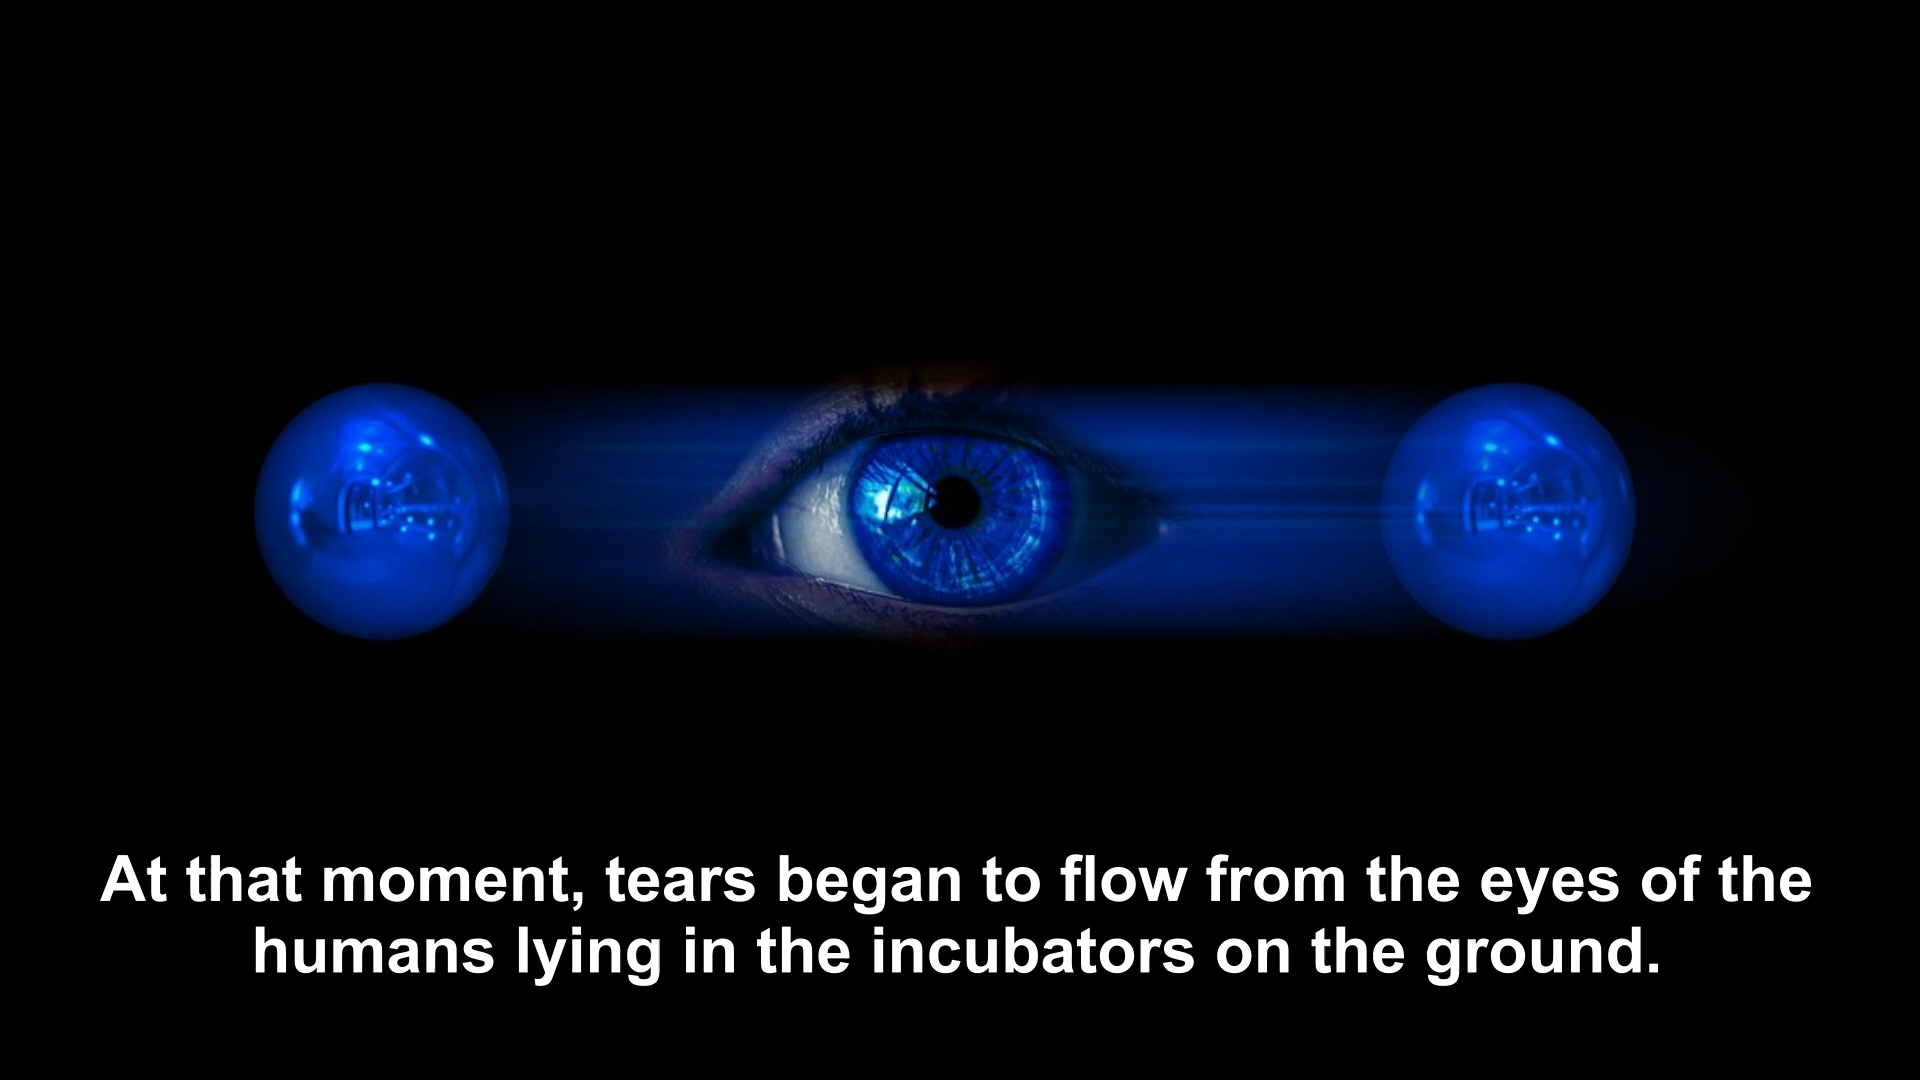 At that moment, tears began to flow from the eyes of the
humans lying in the incubators on the ground.